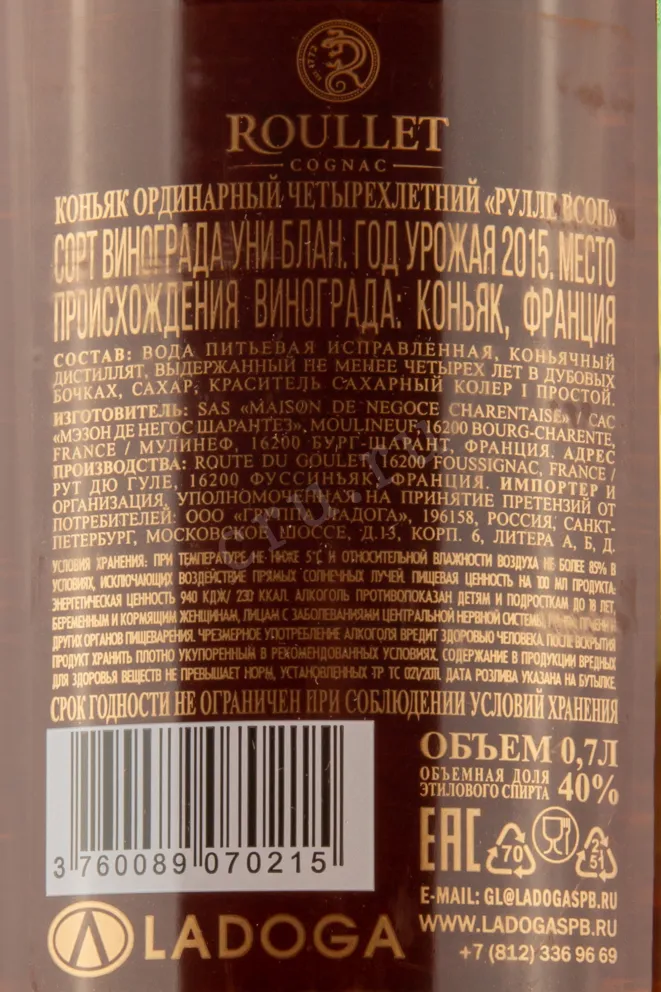 EST. 1772
ROULLET
COGNAC
КОНЬЯК ОРДИНАРНЫЙ ЧЕТЫРЕХЛЕТНИЙ «РУЛЛЕ ВСОП»
СОРТ ВИНОГРАДА УНИ БЛАН. ГОД УРОЖАЯ 2015. МЕСТО
ПРОИСХОЖДЕНИЯ ВИНОГРАДА: КОНЬЯК, ФРАНЦИЯ
СОСТАВ: ВОДА ПИТЬЕВАЯ ИСПРАВЛЕННАЯ, КОНЬЯЧНЫЙ
ДИСТИЛЛЯТ, ВЫДЕРЖАННЫЙ НЕ МЕНЕЕ ЧЕТЫРЕХ ЛЕТ В ДУБОВЫХ
БОЧКАХ, САХАР, КРАСИТЕЛЬ САХАРНЫЙ КОЛЕР I ПРОСТОЙ.
ИЗГОТОВИТЕЛЬ: SAS «MAISON DE NEGOCE CHARENTAISE» / САС
«МЭЗОН ДЕ НЕГОС ШАРАНТЕЗ», MOULINEUF, 16200 BOURG-CHARENTE,
FRANCE / МУЛИНЕФ, 16200 БУРГ-ШАРАНТ, ФРАНЦИЯ. АДРЕС
ПРОИЗВОДСТВА: ROUTE DU GOULET, 16200 FOUSSIGNAC, FRANCE /
РУТ ДЮ ГУЛЕ, 16200 ФУССИНЬЯК, ФРАНЦИЯ. ИМПОРТЕР И
ОРГАНИЗАЦИЯ, УПОЛНОМОЧЕННАЯ НА ПРИНЯТИЕ ПРЕТЕНЗИЙ ОТ
ПОТРЕБИТЕЛЕЙ: ООО «ГРУППА ЛАДОГА», 196158, РОССИЯ, САНКТ-
ПЕТЕРБУРГ, МОСКОВСКОЕ ШОССЕ, Д.13, КОРП. 6, ЛИТЕРА А, Б, Д.
УСЛОВИЯ ХРАНЕНИЯ: ПРИ ТЕМПЕРАТУРЕ НЕ НИЖЕ 5°С И ОТНОСИТЕЛЬНОЙ ВЛАЖНОСТИ ВОЗДУХА НЕ БОЛЕЕ 85% В
УСЛОВИЯХ, ИСКЛЮЧАЮЩИХ ВОЗДЕЙСТВИЕ ПРЯМЫХ СОЛНЕЧНЫХ ЛУЧЕЙ. ПИЩЕВАЯ ЦЕННОСТЬ НА 100 МЛ ПРОДУКТА:
ЭНЕРГЕТИЧЕСКАЯ ЦЕННОСТЬ 940 КДЖ/ 230 ККАЛ. АЛКОГОЛЬ ПРОТИВОПОКАЗАН ДЕТЯМ И ПОДРОСТКАМ ДО 18 ЛЕТ,
БЕРЕМЕННЫМ И КОРМЯЩИМ ЖЕНЩИНАМ, ЛИЦАМ С ЗАБОЛЕВАНИЯМИ ЦЕНТРАЛЬНОЙ НЕРВНОЙ СИСТЕМЫ, ПОЧЕК, ПЕЧЕНИ И
ДРУГИХ ОРГАНОВ ПИЩЕВАРЕНИЯ. ЧРЕЗМЕРНОЕ УПОТРЕБЛЕНИЕ АЛКОГОЛЯ ВРЕДИТ ЗДОРОВЬЮ ЧЕЛОВЕКА. ПОСЛЕ ВСКРЫТИЯ
ПРОДУКТ ХРАНИТЬ ПЛОТНО УКУПОРЕННЫМ В РЕКОМЕНДОВАННЫХ УСЛОВИЯХ. СОДЕРЖАНИЕ В ПРОДУКЦИИ ВРЕДНЫХ
ДЛЯ ЗДОРОВЬЯ ВЕЩЕСТВ НЕ ПРЕВЫШАЕТ НОРМ, УСТАНОВЛЕННЫХ ТР ТС 021/2011. ДАТА РОЗЛИВА УКАЗАНА НА БУТЫЛКЕ.
СРОК ГОДНОСТИ НЕ ОГРАНИЧЕН ПРИ СОБЛЮДЕНИИ УСЛОВИЙ ХРАНЕНИЯ
ОБЪЕМ 0,7Л
ОБЪЕМНАЯ ДОЛЯ
ЭТИЛОВОГО СПИРТА 40%
EAC 70 2 51
3 760089 070215
E-MAIL: GL@LADOGASPB.RU
WWW.LADOGASPB.RU
+7 (812) 336 96 69
LADOGA
cru.ru